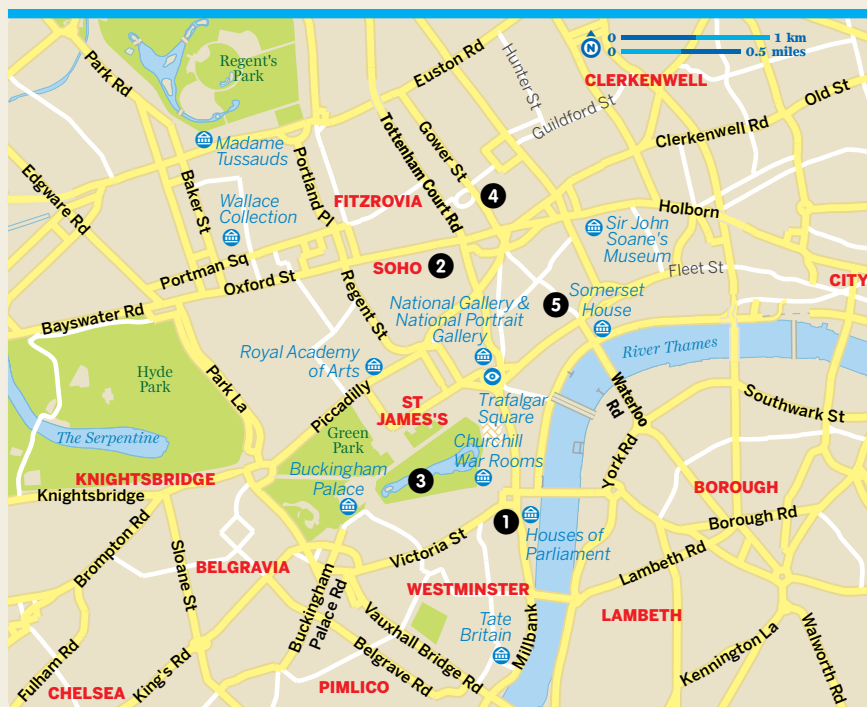 0 1 km
N
0 0.5 miles
Regent's
Park
Park Rd
Euston Rd
Hunter St
CLERKENWELL
Guildford St
Old St
Clerkenwell Rd
Madame
Tussauds
Gower St
Tottenham Court Rd
Edgware Rd
Baker St
Portland Pl
Wallace
Collection
FITZROVIA
4
Holborn
Sir John
Soane's
Museum
Portman Sq
Oxford St
SOHO
2
Fleet St
CITY
Regent St
National Gallery &
National Portrait
Gallery
5
Somerset
House
Bayswater Rd
River Thames
Hyde
Park
Park La
Royal Academy
of Arts
Piccadilly
ST
JAMES'S
Trafalgar
Square
Waterloo
Rd
Southwark St
The Serpentine
Green
Park
Churchill
War Rooms
York Rd
KNIGHTSBRIDGE
Knightsbridge
Buckingham
Palace
3
BOROUGH
Borough Rd
1
Houses of
Parliament
Brompton Rd
Sloane St
BELGRAVIA
Victoria St
Lambeth Rd
Buckingham
Palace Rd
WESTMINSTER
LAMBETH
Vauxhall Bridge Rd
Tate
Britain
Millbank
Belgrave Rd
Kennington La
Walworth Rd
Fulham Rd
CHELSEA
King's Rd
PIMLICO